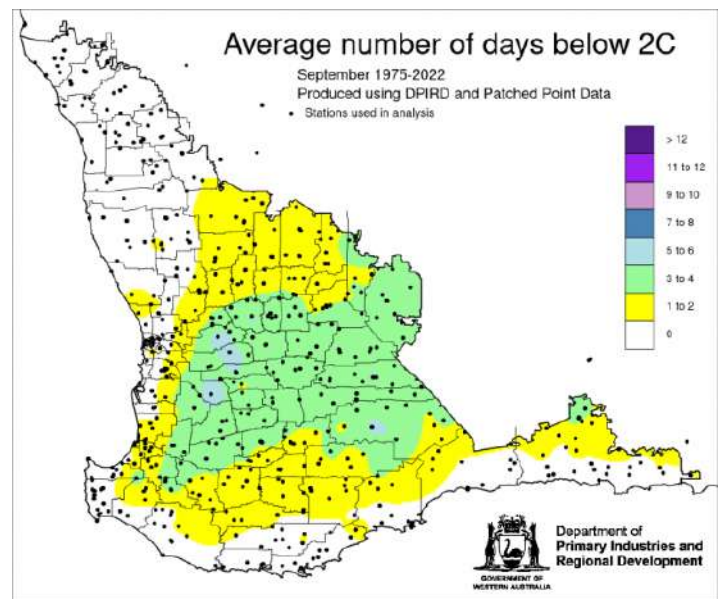 Average number of days below 2C
September 1975-2022
Produced using DPIRD and Patched Point Data
Stations used in analysis
> 12
11 to 12
9 to 10
7 to 8
5 to 6
3 to 4
1 to 2
0
Department of
Primary Industries and
Regional Development
GOVERNMENT OF
WESTERN AUSTRALIA